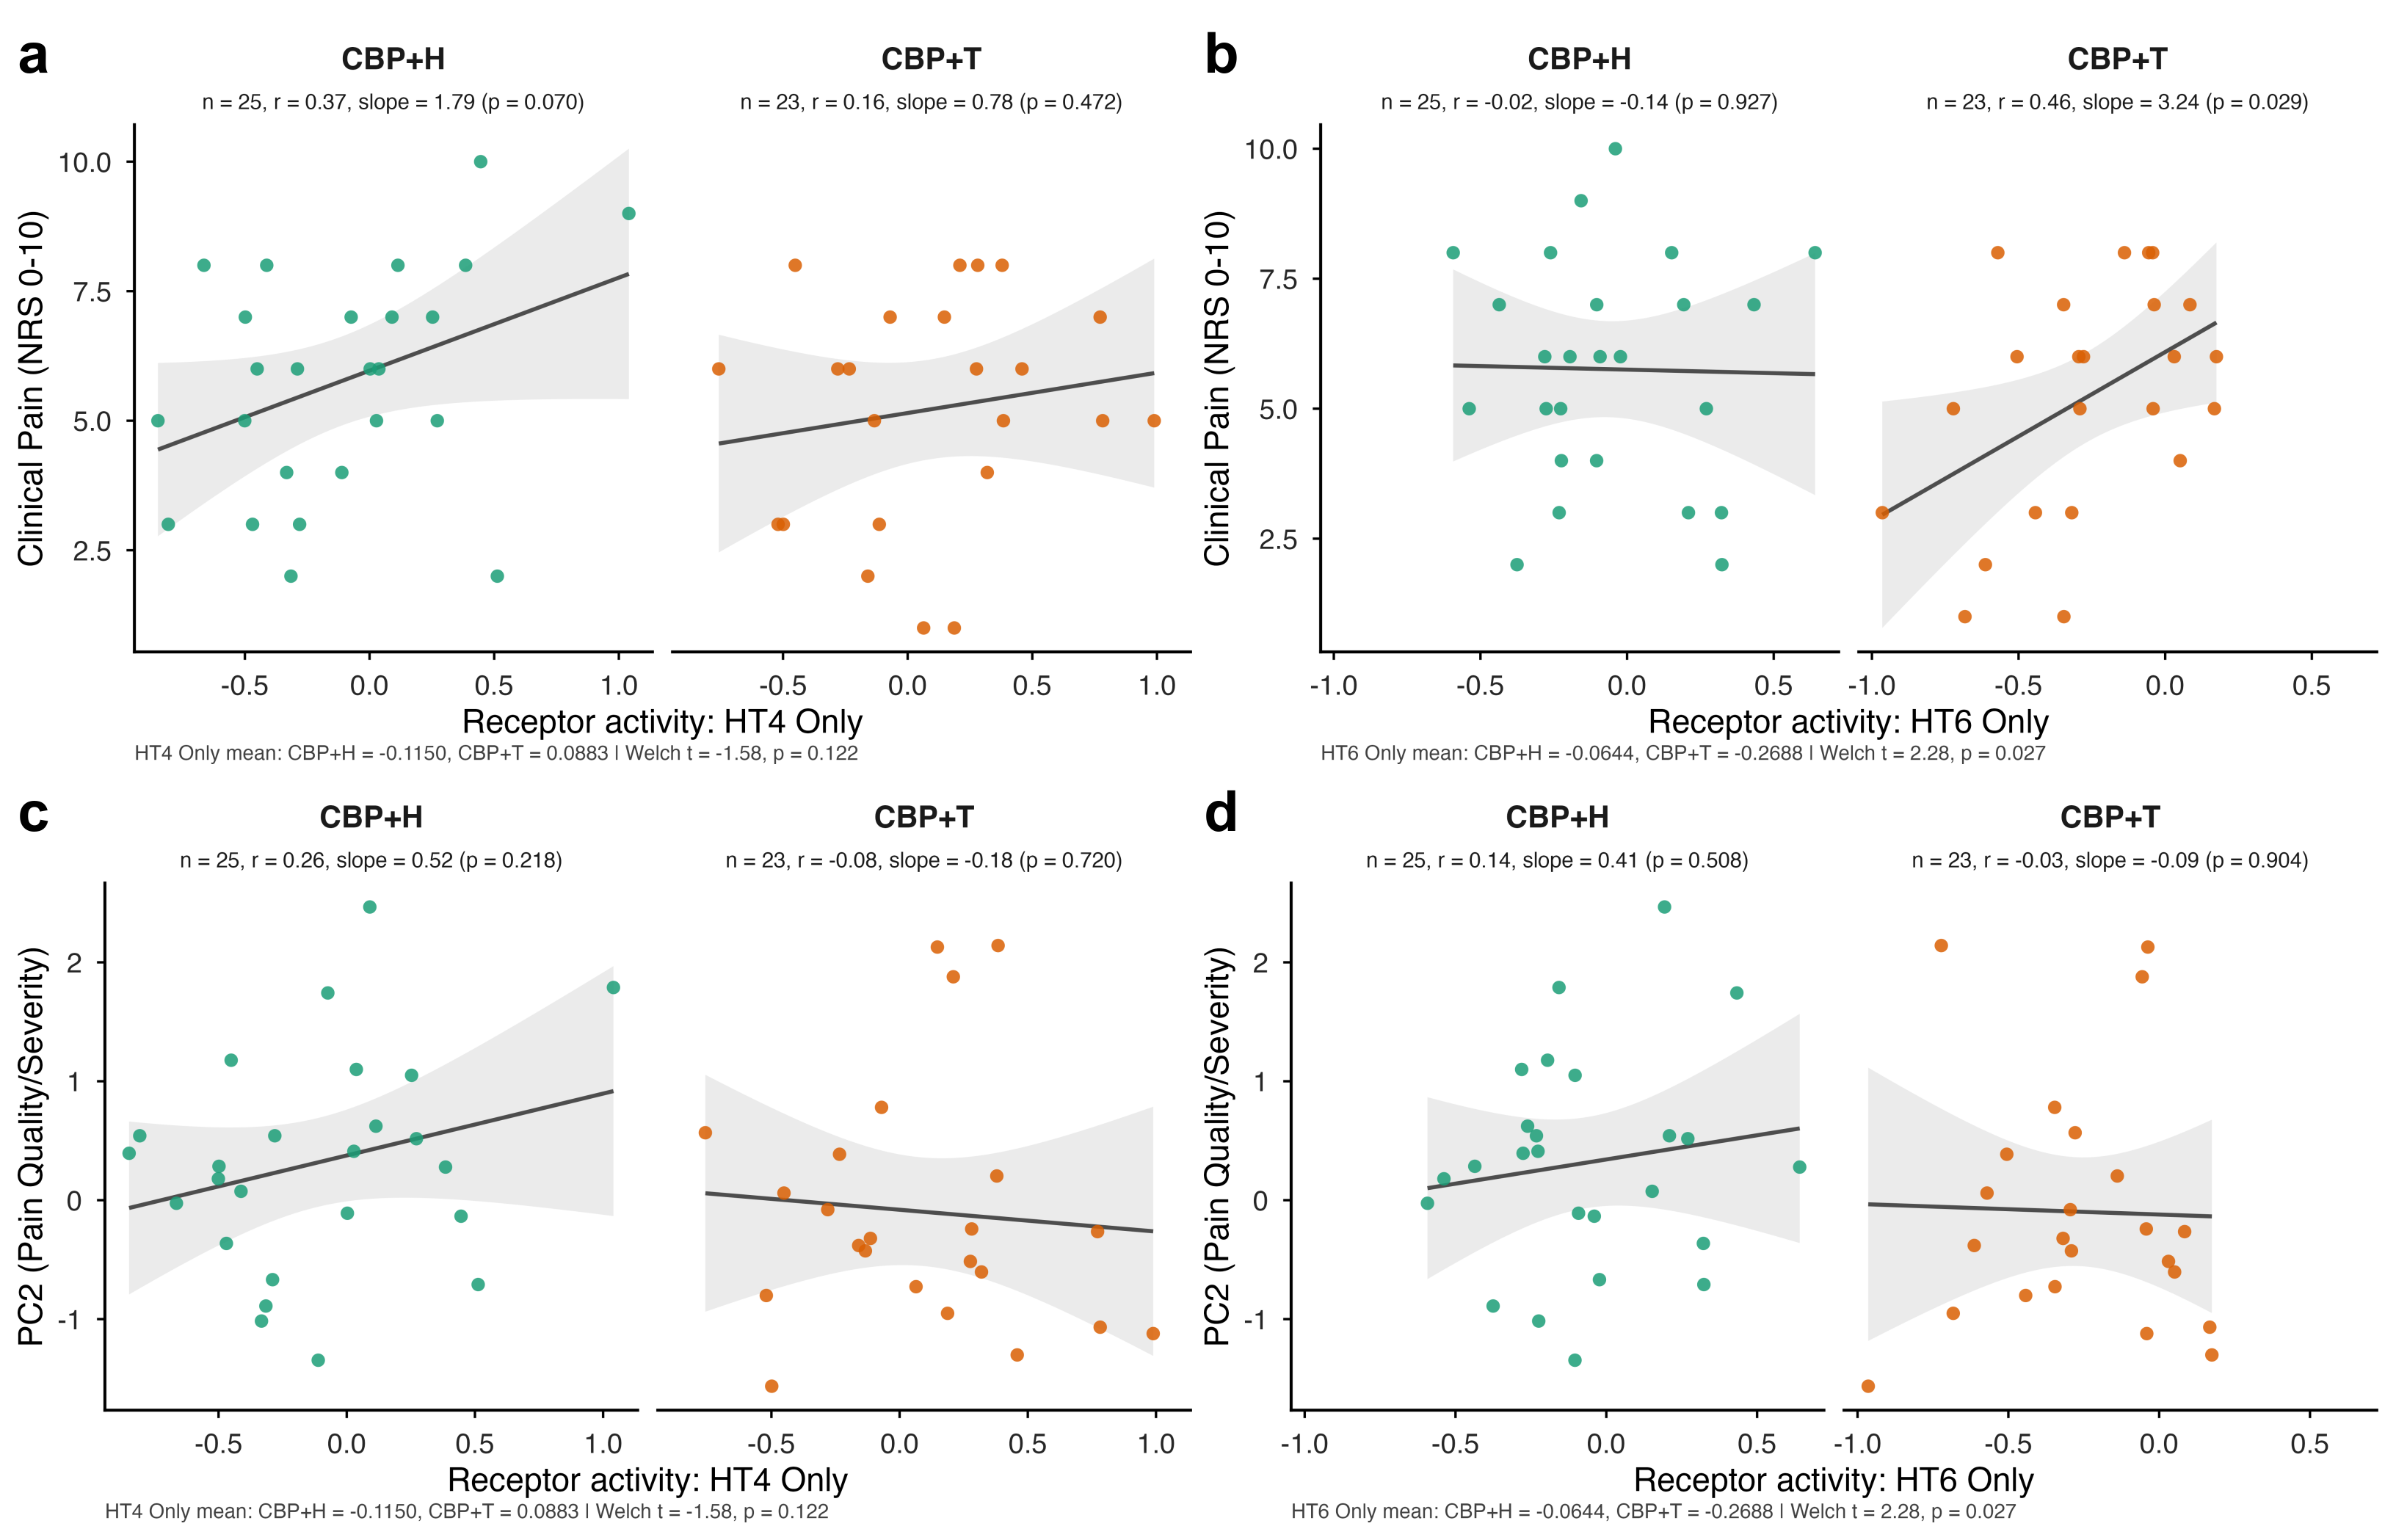 a
CBP+H
CBP+T
n = 25, r = 0.37, slope = 1.79 (p = 0.070)
n = 23, r = 0.16, slope = 0.78 (p = 0.472)
Clinical Pain (NRS 0-10)
10.0
7.5
5.0
2.5
-0.5
0.0
0.5
1.0
-0.5
0.0
0.5
1.0
Receptor activity: HT4 Only
HT4 Only mean: CBP+H = -0.1150, CBP+T = 0.0883 | Welch t = -1.58, p = 0.122
b
CBP+H
CBP+T
n = 25, r = -0.02, slope = -0.14 (p = 0.927)
n = 23, r = 0.46, slope = 3.24 (p = 0.029)
Clinical Pain (NRS 0-10)
10.0
7.5
5.0
2.5
-1.0
-0.5
0.0
0.5
-1.0
-0.5
0.0
0.5
Receptor activity: HT6 Only
HT6 Only mean: CBP+H = -0.0644, CBP+T = -0.2688 | Welch t = 2.28, p = 0.027
c
CBP+H
CBP+T
n = 25, r = 0.26, slope = 0.52 (p = 0.218)
n = 23, r = -0.08, slope = -0.18 (p = 0.720)
PC2 (Pain Quality/Severity)
2
1
0
-1
-0.5
0.0
0.5
1.0
-0.5
0.0
0.5
1.0
Receptor activity: HT4 Only
HT4 Only mean: CBP+H = -0.1150, CBP+T = 0.0883 | Welch t = -1.58, p = 0.122
d
CBP+H
CBP+T
n = 25, r = 0.14, slope = 0.41 (p = 0.508)
n = 23, r = -0.03, slope = -0.09 (p = 0.904)
PC2 (Pain Quality/Severity)
2
1
0
-1
-1.0
-0.5
0.0
0.5
-1.0
-0.5
0.0
0.5
Receptor activity: HT6 Only
HT6 Only mean: CBP+H = -0.0644, CBP+T = -0.2688 | Welch t = 2.28, p = 0.027